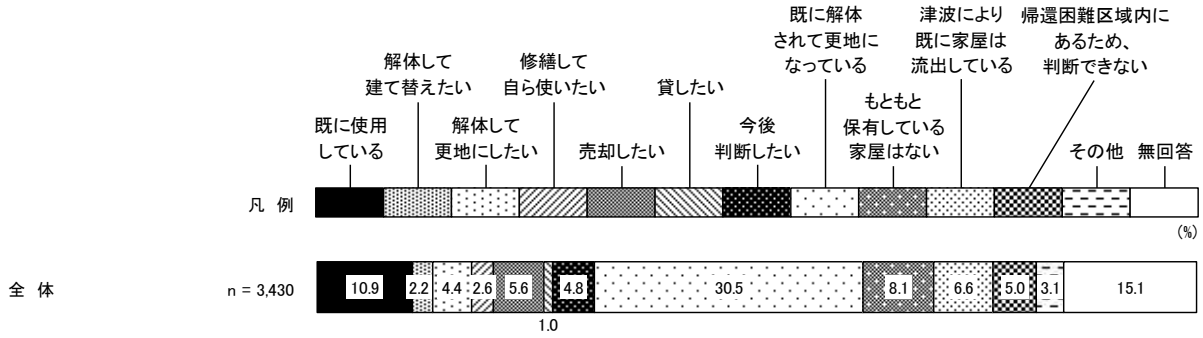 既に使用
している
解体して
建て替えたい
解体して
更地にしたい
修繕して
自ら使いたい
売却したい
貸したい
今後
判断したい
既に解体
されて更地に
なっている
もともと
保有している
家屋はない
津波により
既に家屋は
流出している
帰還困難区域内に
あるため、
判断できない
その他
無回答
凡 例
(%)
全 体
n = 3,430
10.9
2.2
4.4
2.6
5.6
1.0
4.8
30.5
8.1
6.6
5.0
3.1
15.1